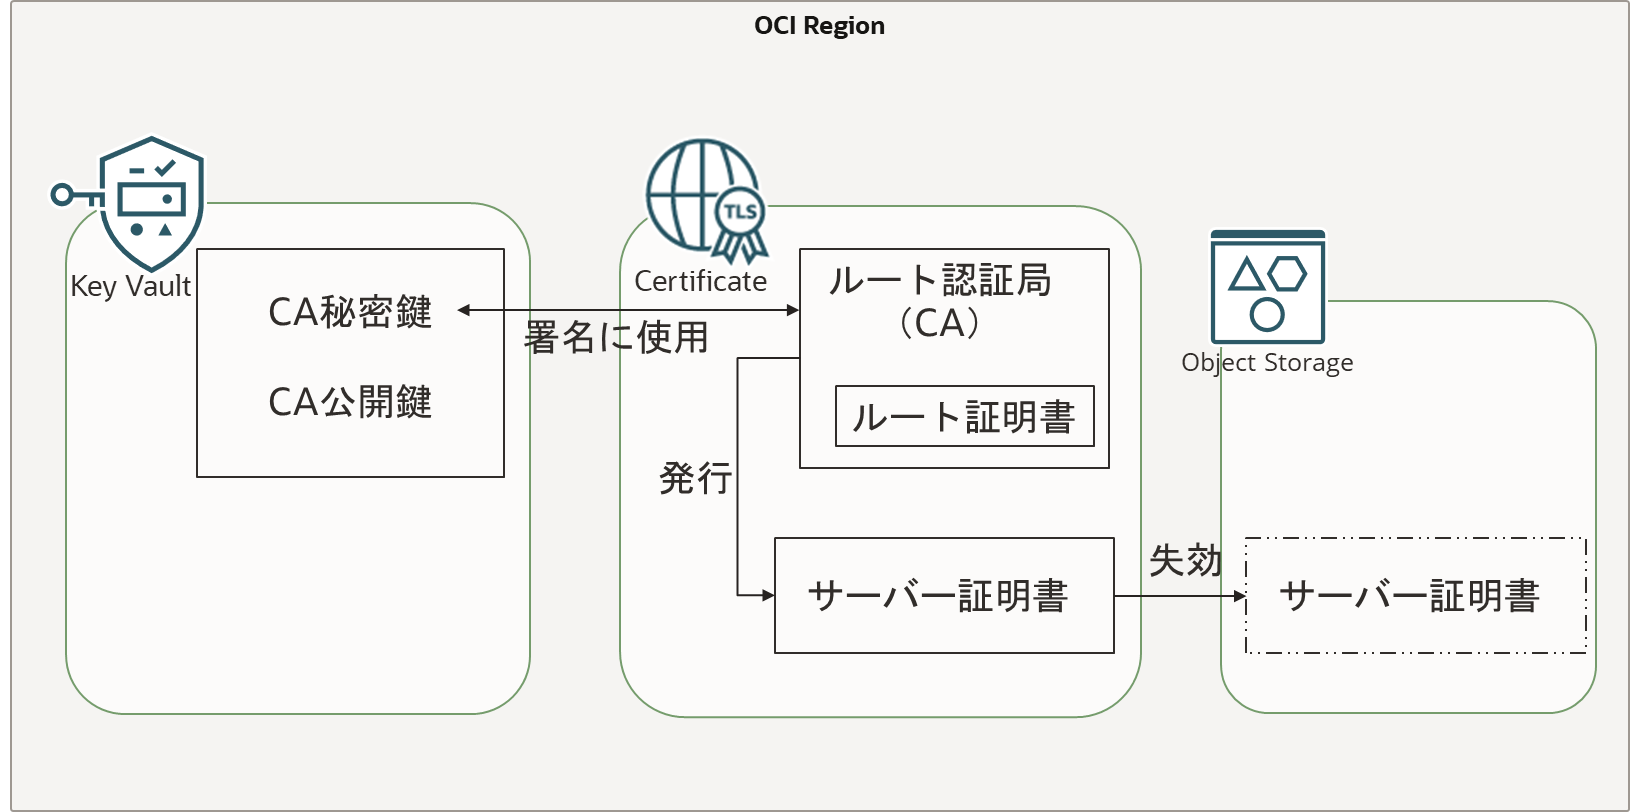 OCI Region
Key Vault
CA秘密鍵
CA公開鍵
署名に使用
TLS
Certificate
ルート認証局
（CA）
ルート証明書
発行
サーバー証明書
失効
Object Storage
サーバー証明書